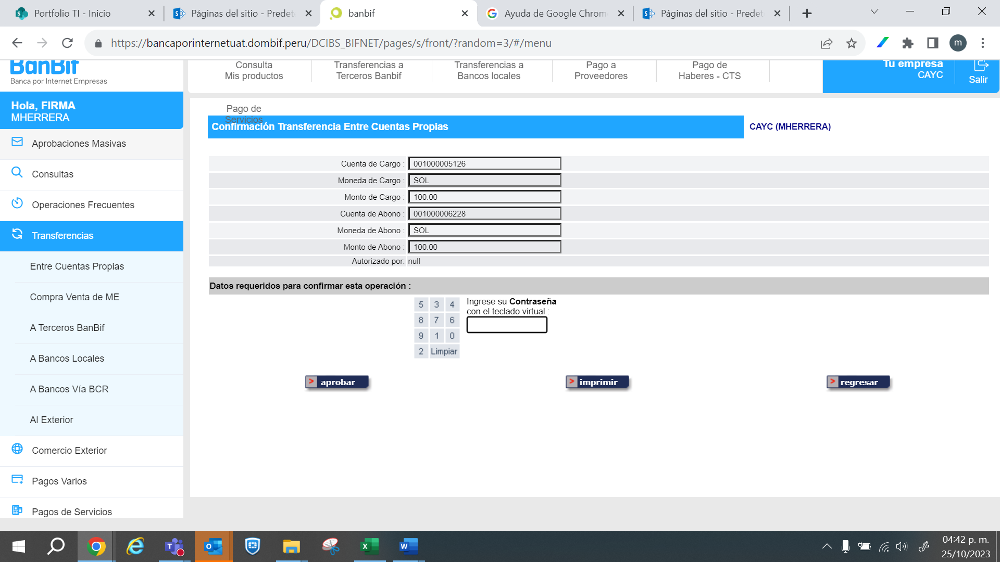 Portfolio TI - Inicio
Páginas del sitio - Predet
banbif
Ayuda de Google Chrom
Páginas del sitio - Predet
https://bancaporinternetuat.dombif.peru/DCIBS_BIFNET/pages/s/front/?random=3/#/menu
m
BanBif
Banca por Internet Empresas
Consulta
Mis productos
Transferencias a
Terceros Banbif
Transferencias a
Bancos locales
Pago a
Proveedores
Pago de
Haberes - CTS
Tu empresa
CAYC
Salir
Hola, FIRMA
MHERRERA
Pago de
Servicios
Confirmación Transferencia Entre Cuentas Propias
CAYC (MHERRERA)
Aprobaciones Masivas
Consultas
Operaciones Frecuentes
Transferencias
Entre Cuentas Propias
Compra Venta de ME
A Terceros BanBif
A Bancos Locales
A Bancos Vía BCR
Al Exterior
Comercio Exterior
Pagos Varios
Pagos de Servicios
Cuenta de Cargo : 001000005126
Moneda de Cargo : SOL
Monto de Cargo : 100.00
Cuenta de Abono : 001000006228
Moneda de Abono : SOL
Monto de Abono : 100.00
Autorizado por: null
Datos requeridos para confirmar esta operación :
5 3 4
8 7 6
9 1 0
2 Limpiar
Ingrese su Contraseña
con el teclado virtual :
> aprobar
> imprimir
> regresar
04:42 p. m.
25/10/2023